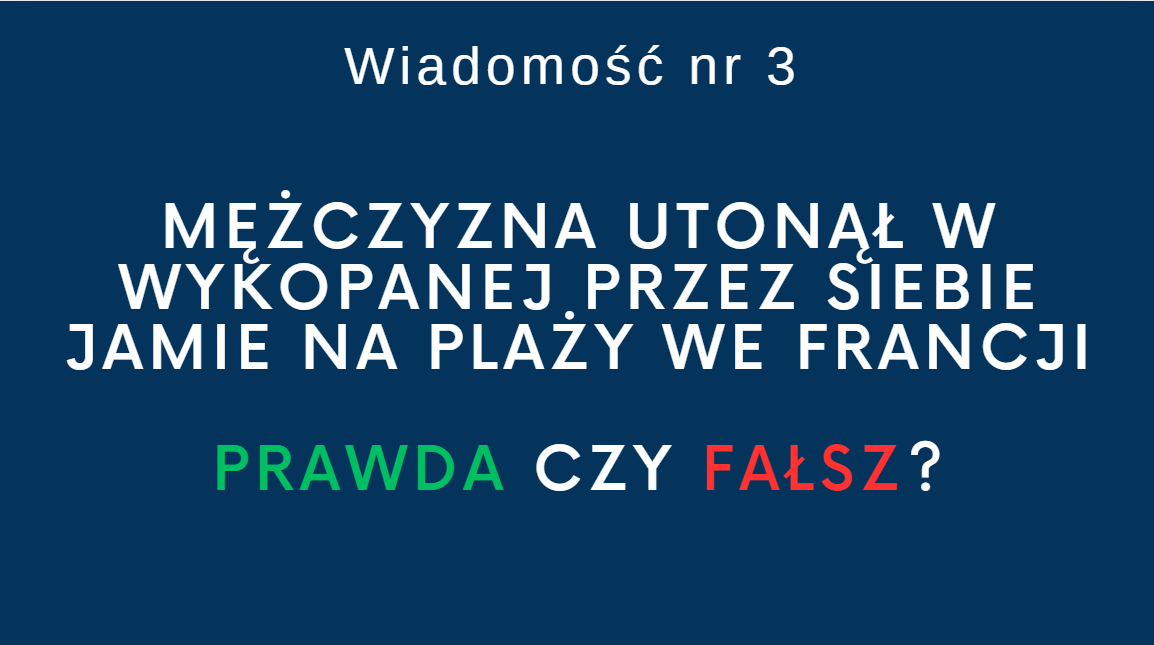 Wiadomość nr 3
MĘŻCZYZNA UTONĄŁ W
WYKOPANEJ PRZEZ SIEBIE
JAMIE NA PLAŻY WE FRANCJI
PRAWDA CZY FAŁSZ?